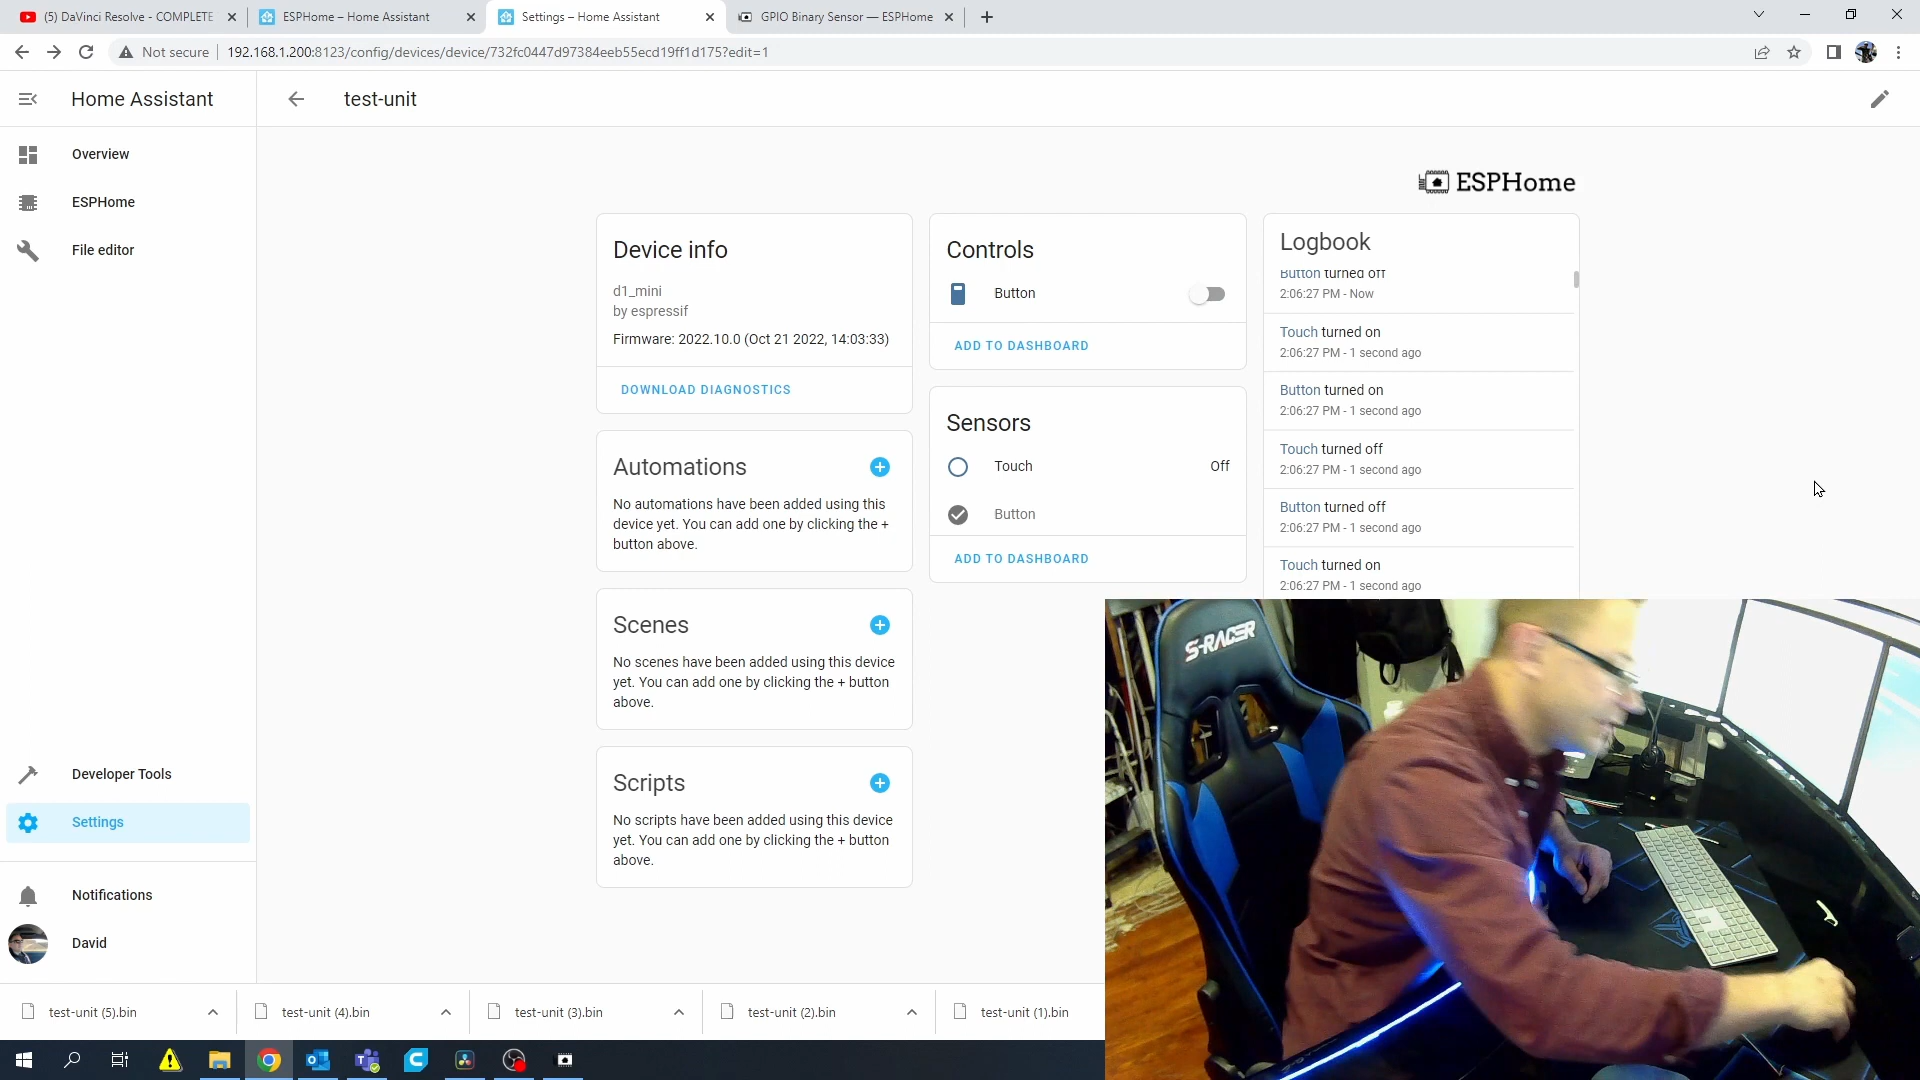 (5) DaVinci Resolve - COMPLETE
ESPHome – Home Assistant
Settings – Home Assistant
GPIO Binary Sensor — ESPHome
Not secure
192.168.1.200:8123/config/devices/device/732fc0447d97384eeb55ecd19ff1d175?edit=1
Home Assistant
test-unit
Overview
ESPHome
File editor
Developer Tools
Settings
Notifications
David
ESPHome
Device info
d1_mini
by espressif
Firmware: 2022.10.0 (Oct 21 2022, 14:03:33)
DOWNLOAD DIAGNOSTICS
Automations
No automations have been added using this
device yet. You can add one by clicking the +
button above.
Scenes
No scenes have been added using this device
yet. You can add one by clicking the + button
above.
Scripts
No scripts have been added using this device
yet. You can add one by clicking the + button
above.
Controls
Button
ADD TO DASHBOARD
Sensors
Touch Off
Button
ADD TO DASHBOARD
Logbook
Button turned off
2:06:27 PM - Now
Touch turned on
2:06:27 PM - 1 second ago
Button turned on
2:06:27 PM - 1 second ago
Touch turned off
2:06:27 PM - 1 second ago
Button turned off
2:06:27 PM - 1 second ago
Touch turned on
2:06:27 PM - 1 second ago
S-RACER
test-unit (5).bin
test-unit (4).bin
test-unit (3).bin
test-unit (2).bin
test-unit (1).bin